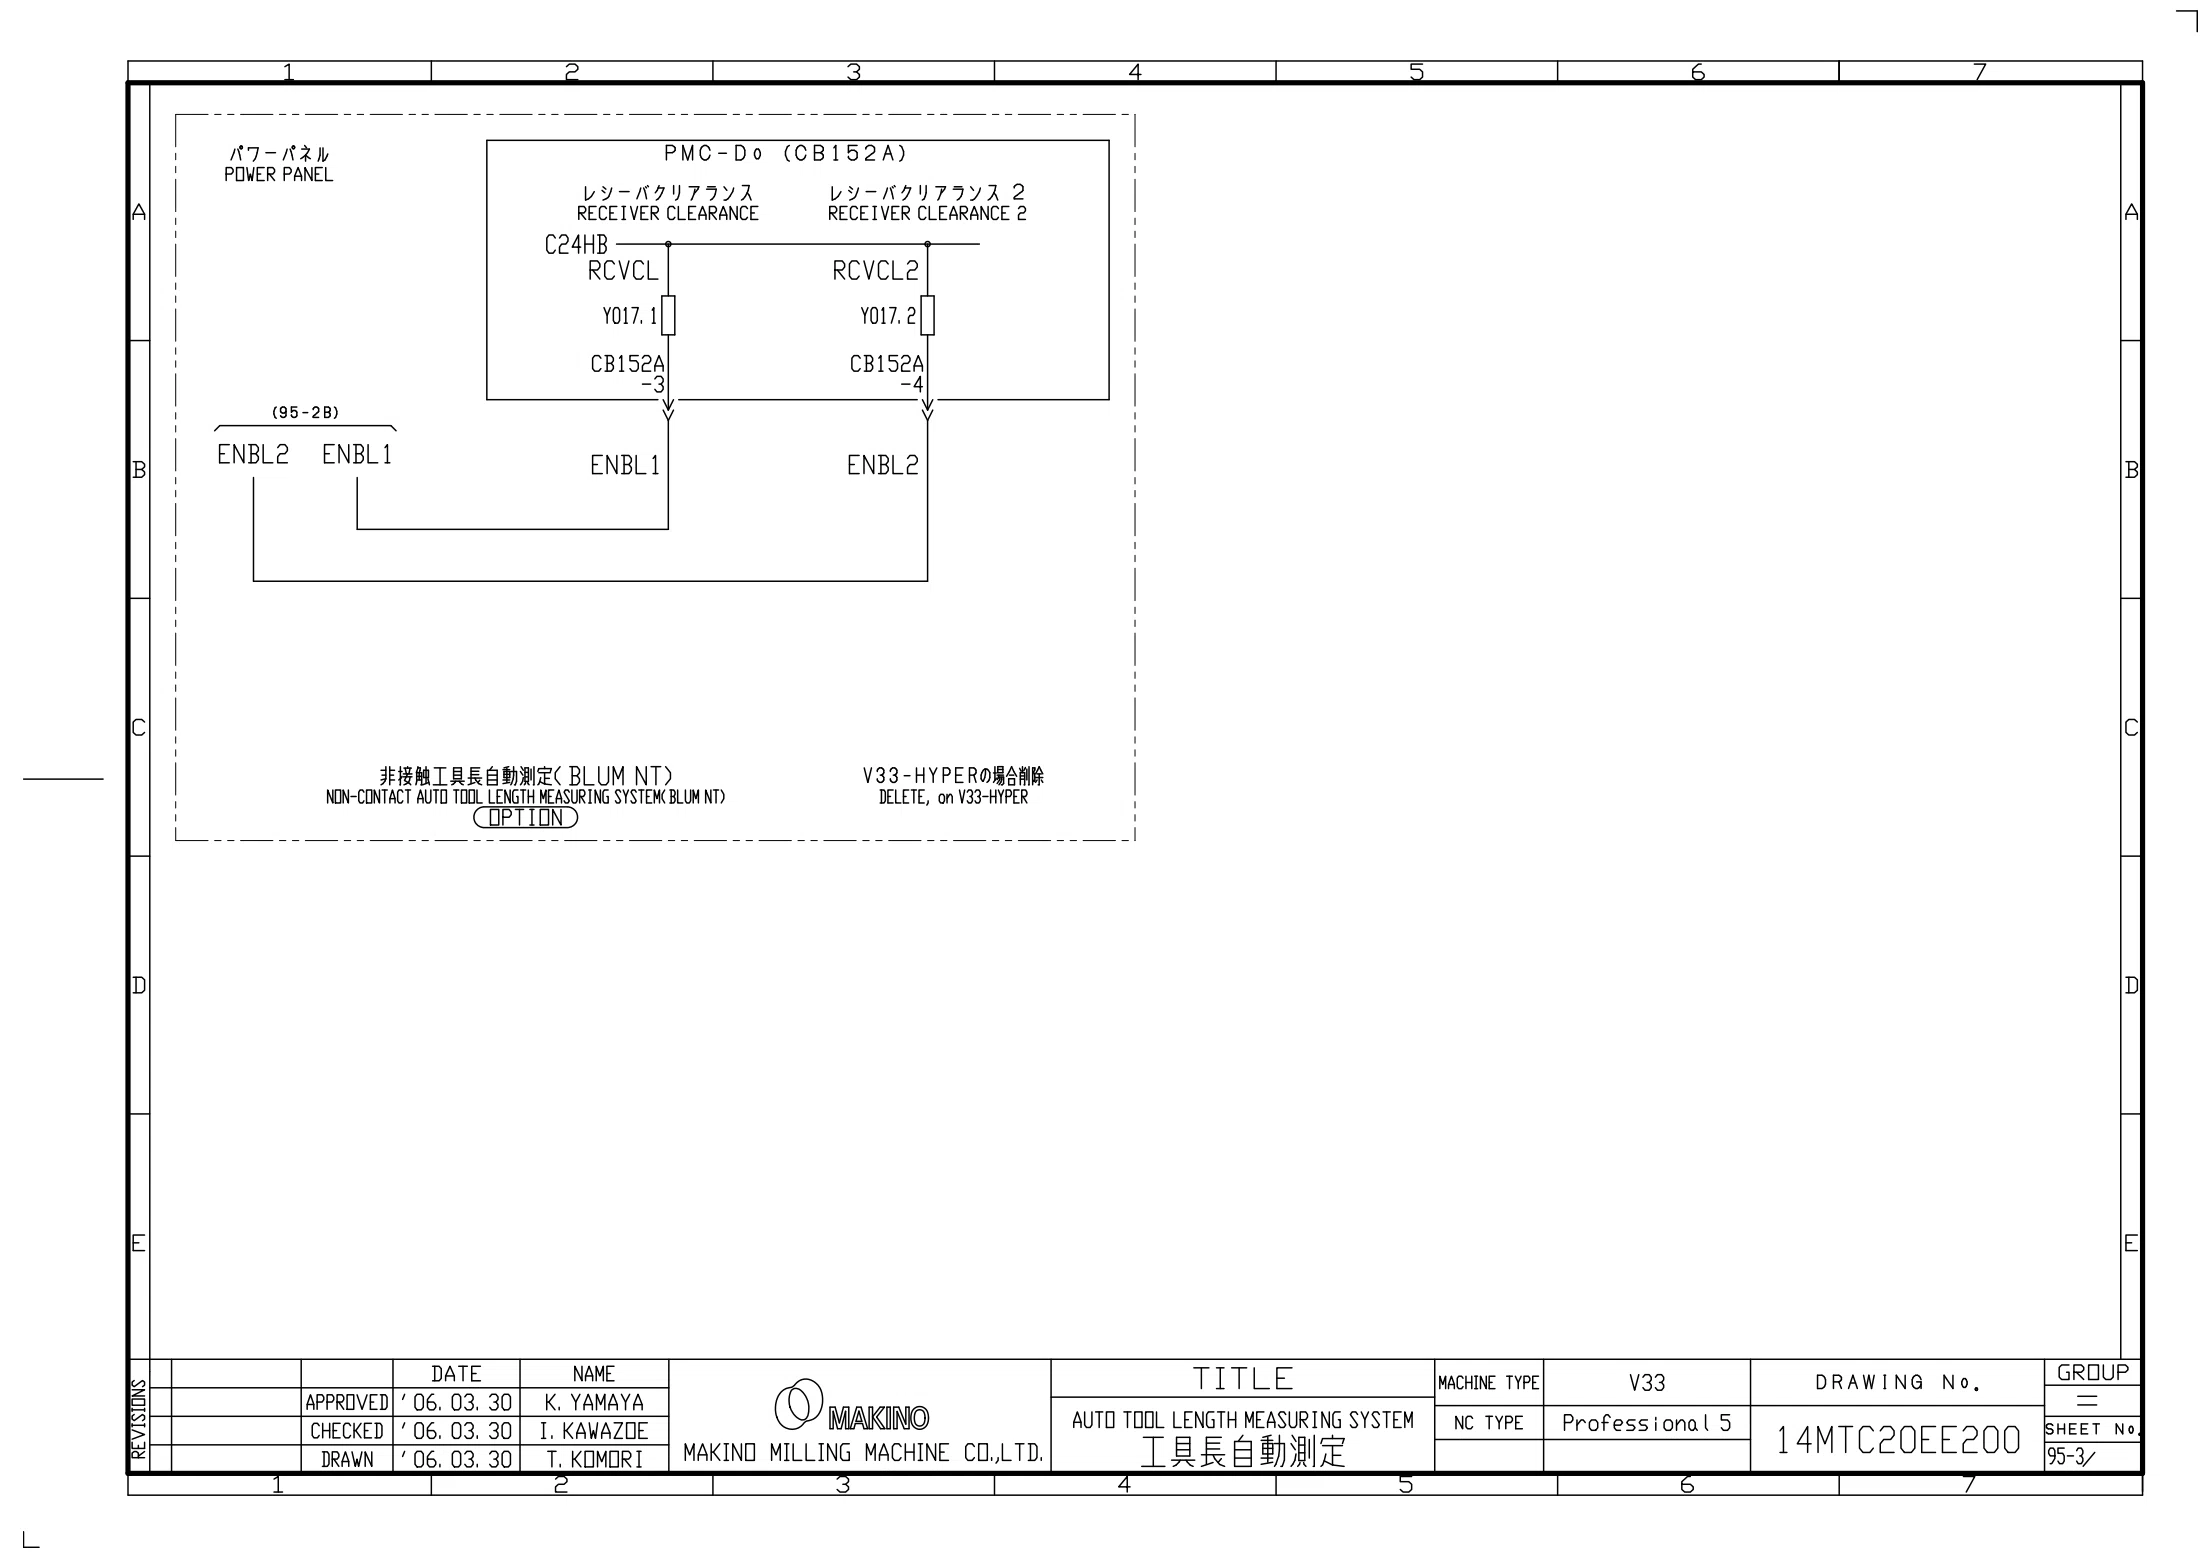 1 2 3 4 5 6 7
パワーパネル
POWER PANEL
PMC-Do (CB152A)
レシーバクリアランス
RECEIVER CLEARANCE
レシーバクリアランス 2
RECEIVER CLEARANCE 2
A
A
C24HB
RCVCL
RCVCL2
Y017.1
Y017.2
CB152A
-3
CB152A
-4
(95-2B)
ENBL2 ENBL1
ENBL1
ENBL2
B
B
C
C
非接触工具長自動測定(BLUM NT)
NON-CONTACT AUTO TOOL LENGTH MEASURING SYSTEM(BLUM NT)
OPTION
V33-HYPERの場合削除
DELETE, on V33-HYPER
D
D
E
E
REVISIONS
DATE NAME
APPROVED '06.03.30 K. YAMAYA
CHECKED '06.03.30 I. KAWAZOE
DRAWN '06.03.30 T. KOMORI
MAKINO
MAKINO MILLING MACHINE CO.,LTD.
TITLE
AUTO TOOL LENGTH MEASURING SYSTEM
工具長自動測定
MACHINE TYPE V33
NC TYPE Professional 5
DRAWING No.
14MTC20EE200
GROUP
=
SHEET No.
95-3/
1 2 3 4 5 6 7